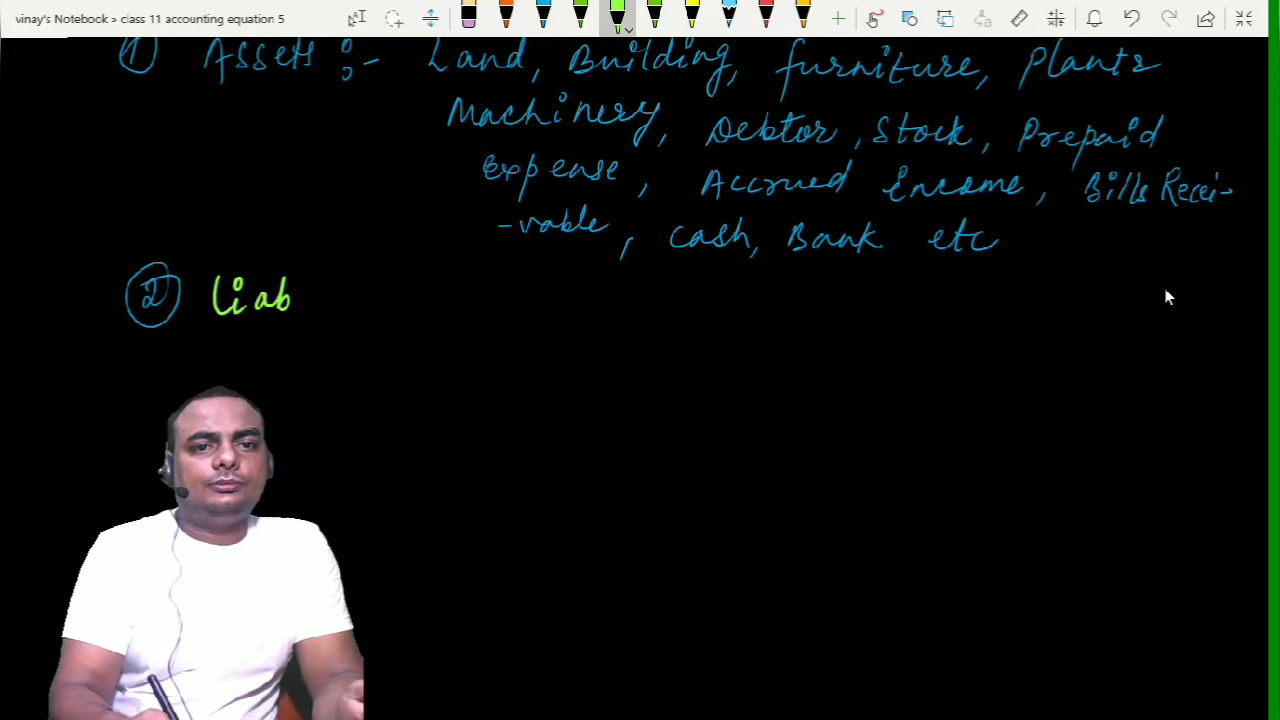 vinay's Notebook > class 11 accounting equation 5
① Assets :- Land, Building, furniture, Plants
Machinery, Debtor, Stock, Prepaid
Expense, Accrued income, Bills Recei-
-vable, Cash, Bank etc
② Liab